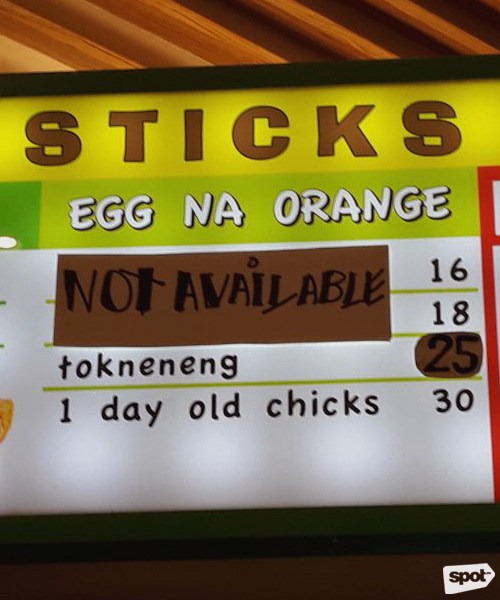 STICKS
EGG NA ORANGE
NOT AVAILABLE 16
18
tokneneng 25
1 day old chicks 30
spot